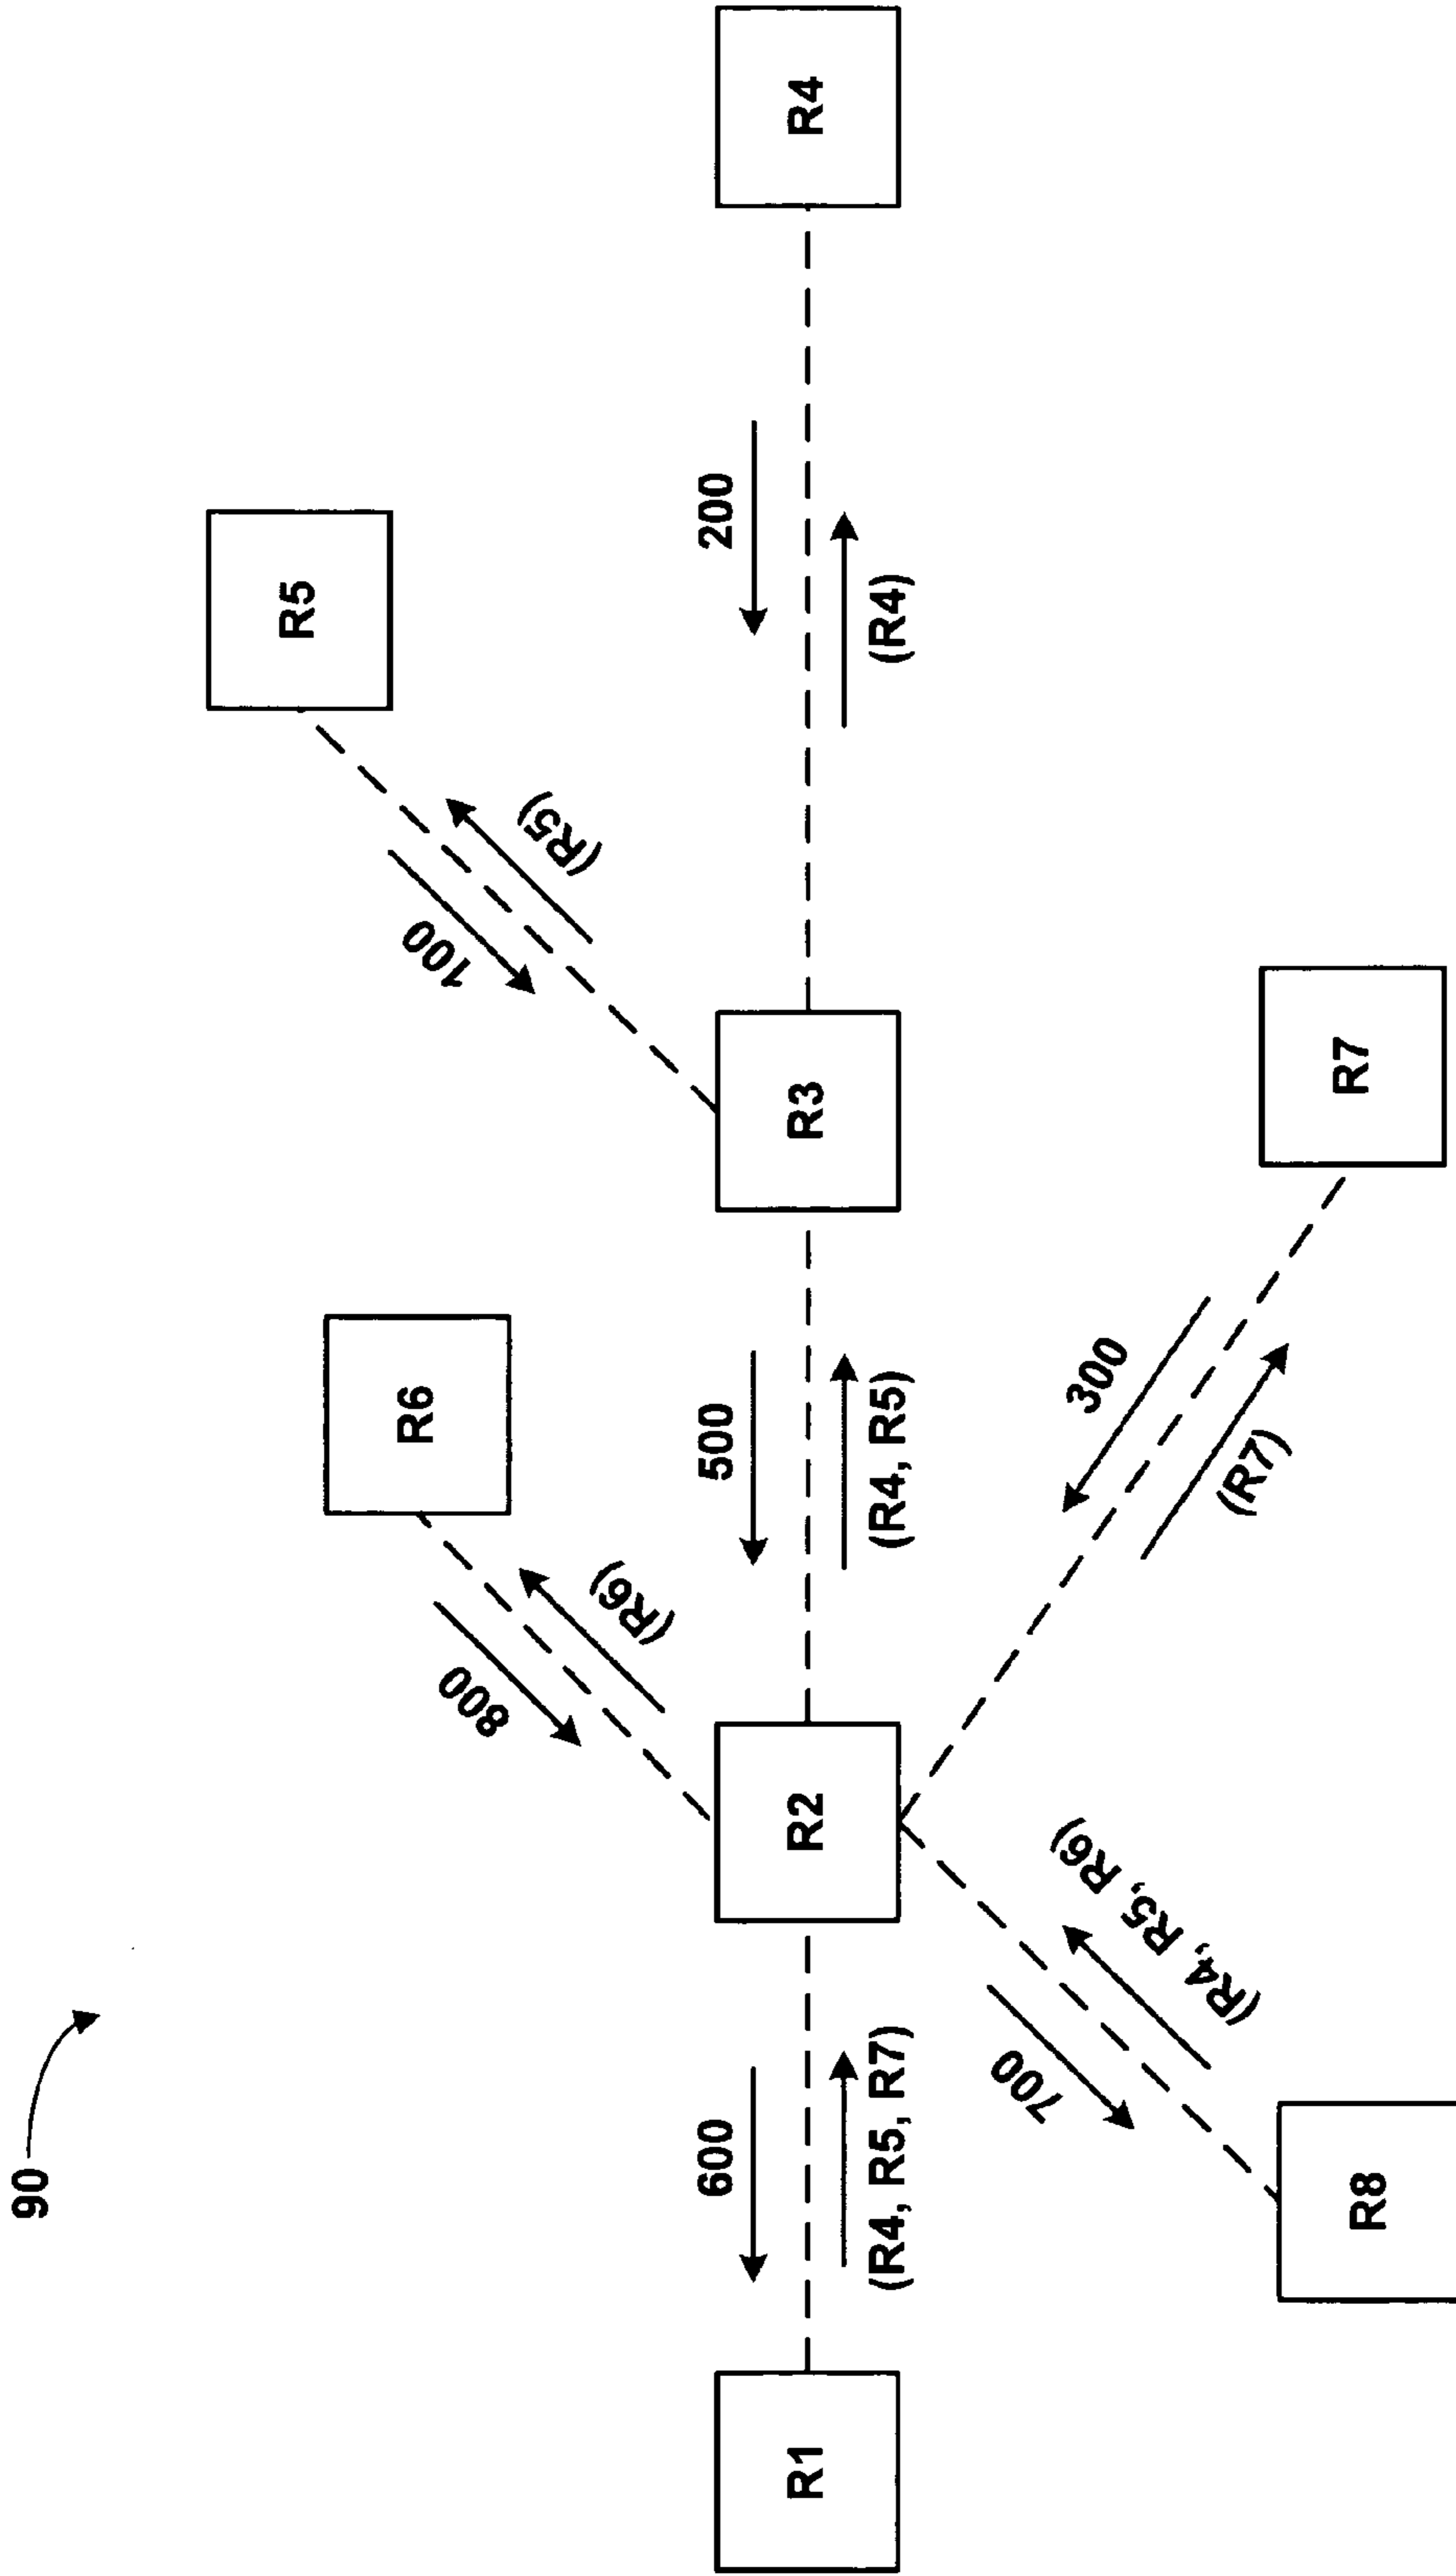 90
R5
R6
100
800
(R5)
(R6)
600
500
200
R1
R2
R3
R4
(R4, R5, R7)
(R4, R5)
(R4)
700
300
(R4, R5, R6)
(R7)
R7
R8